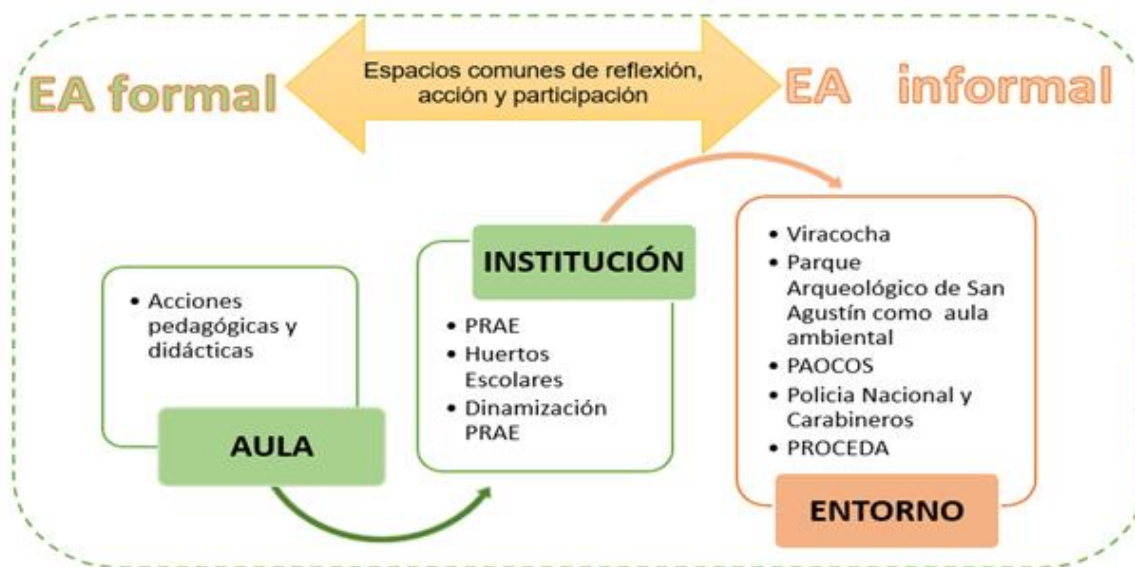 EA formal
Espacios comunes de reflexión,
acción y participación
EA informal
• Acciones
pedagógicas y
didácticas
AULA
INSTITUCIÓN
• PRAE
• Huertos
Escolares
• Dinamización
PRAE
• Viracocha
• Parque
Arqueológico de San
Agustín como aula
ambiental
• PAOCOS
• Policia Nacional y
Carabineros
• PROCEDA
ENTORNO